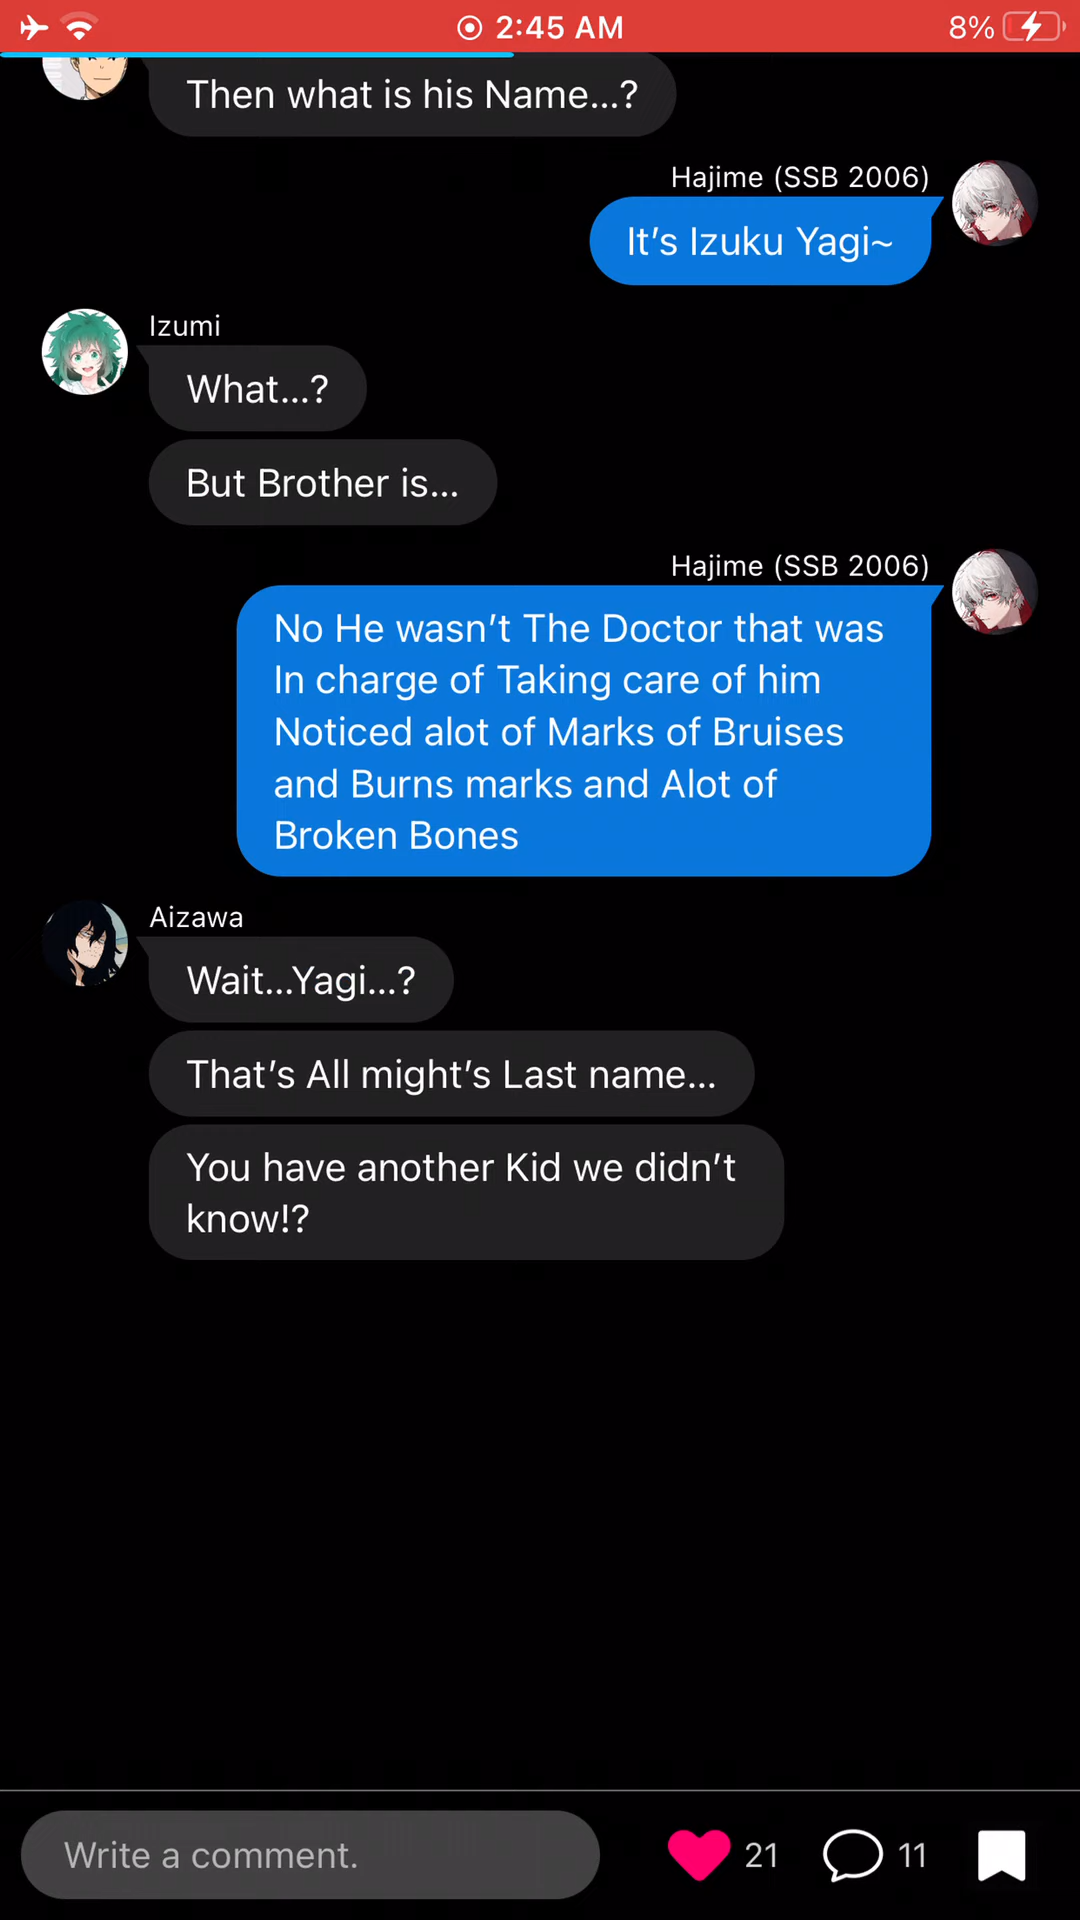 2:45 AM
8%
Then what is his Name...?
Hajime (SSB 2006)
It's Izuku Yagi~
Izumi
What...?
But Brother is...
Hajime (SSB 2006)
No He wasn't The Doctor that was
In charge of Taking care of him
Noticed alot of Marks of Bruises
and Burns marks and Alot of
Broken Bones
Aizawa
Wait...Yagi...?
That's All might's Last name...
You have another Kid we didn't
know!?
Write a comment.
21
11